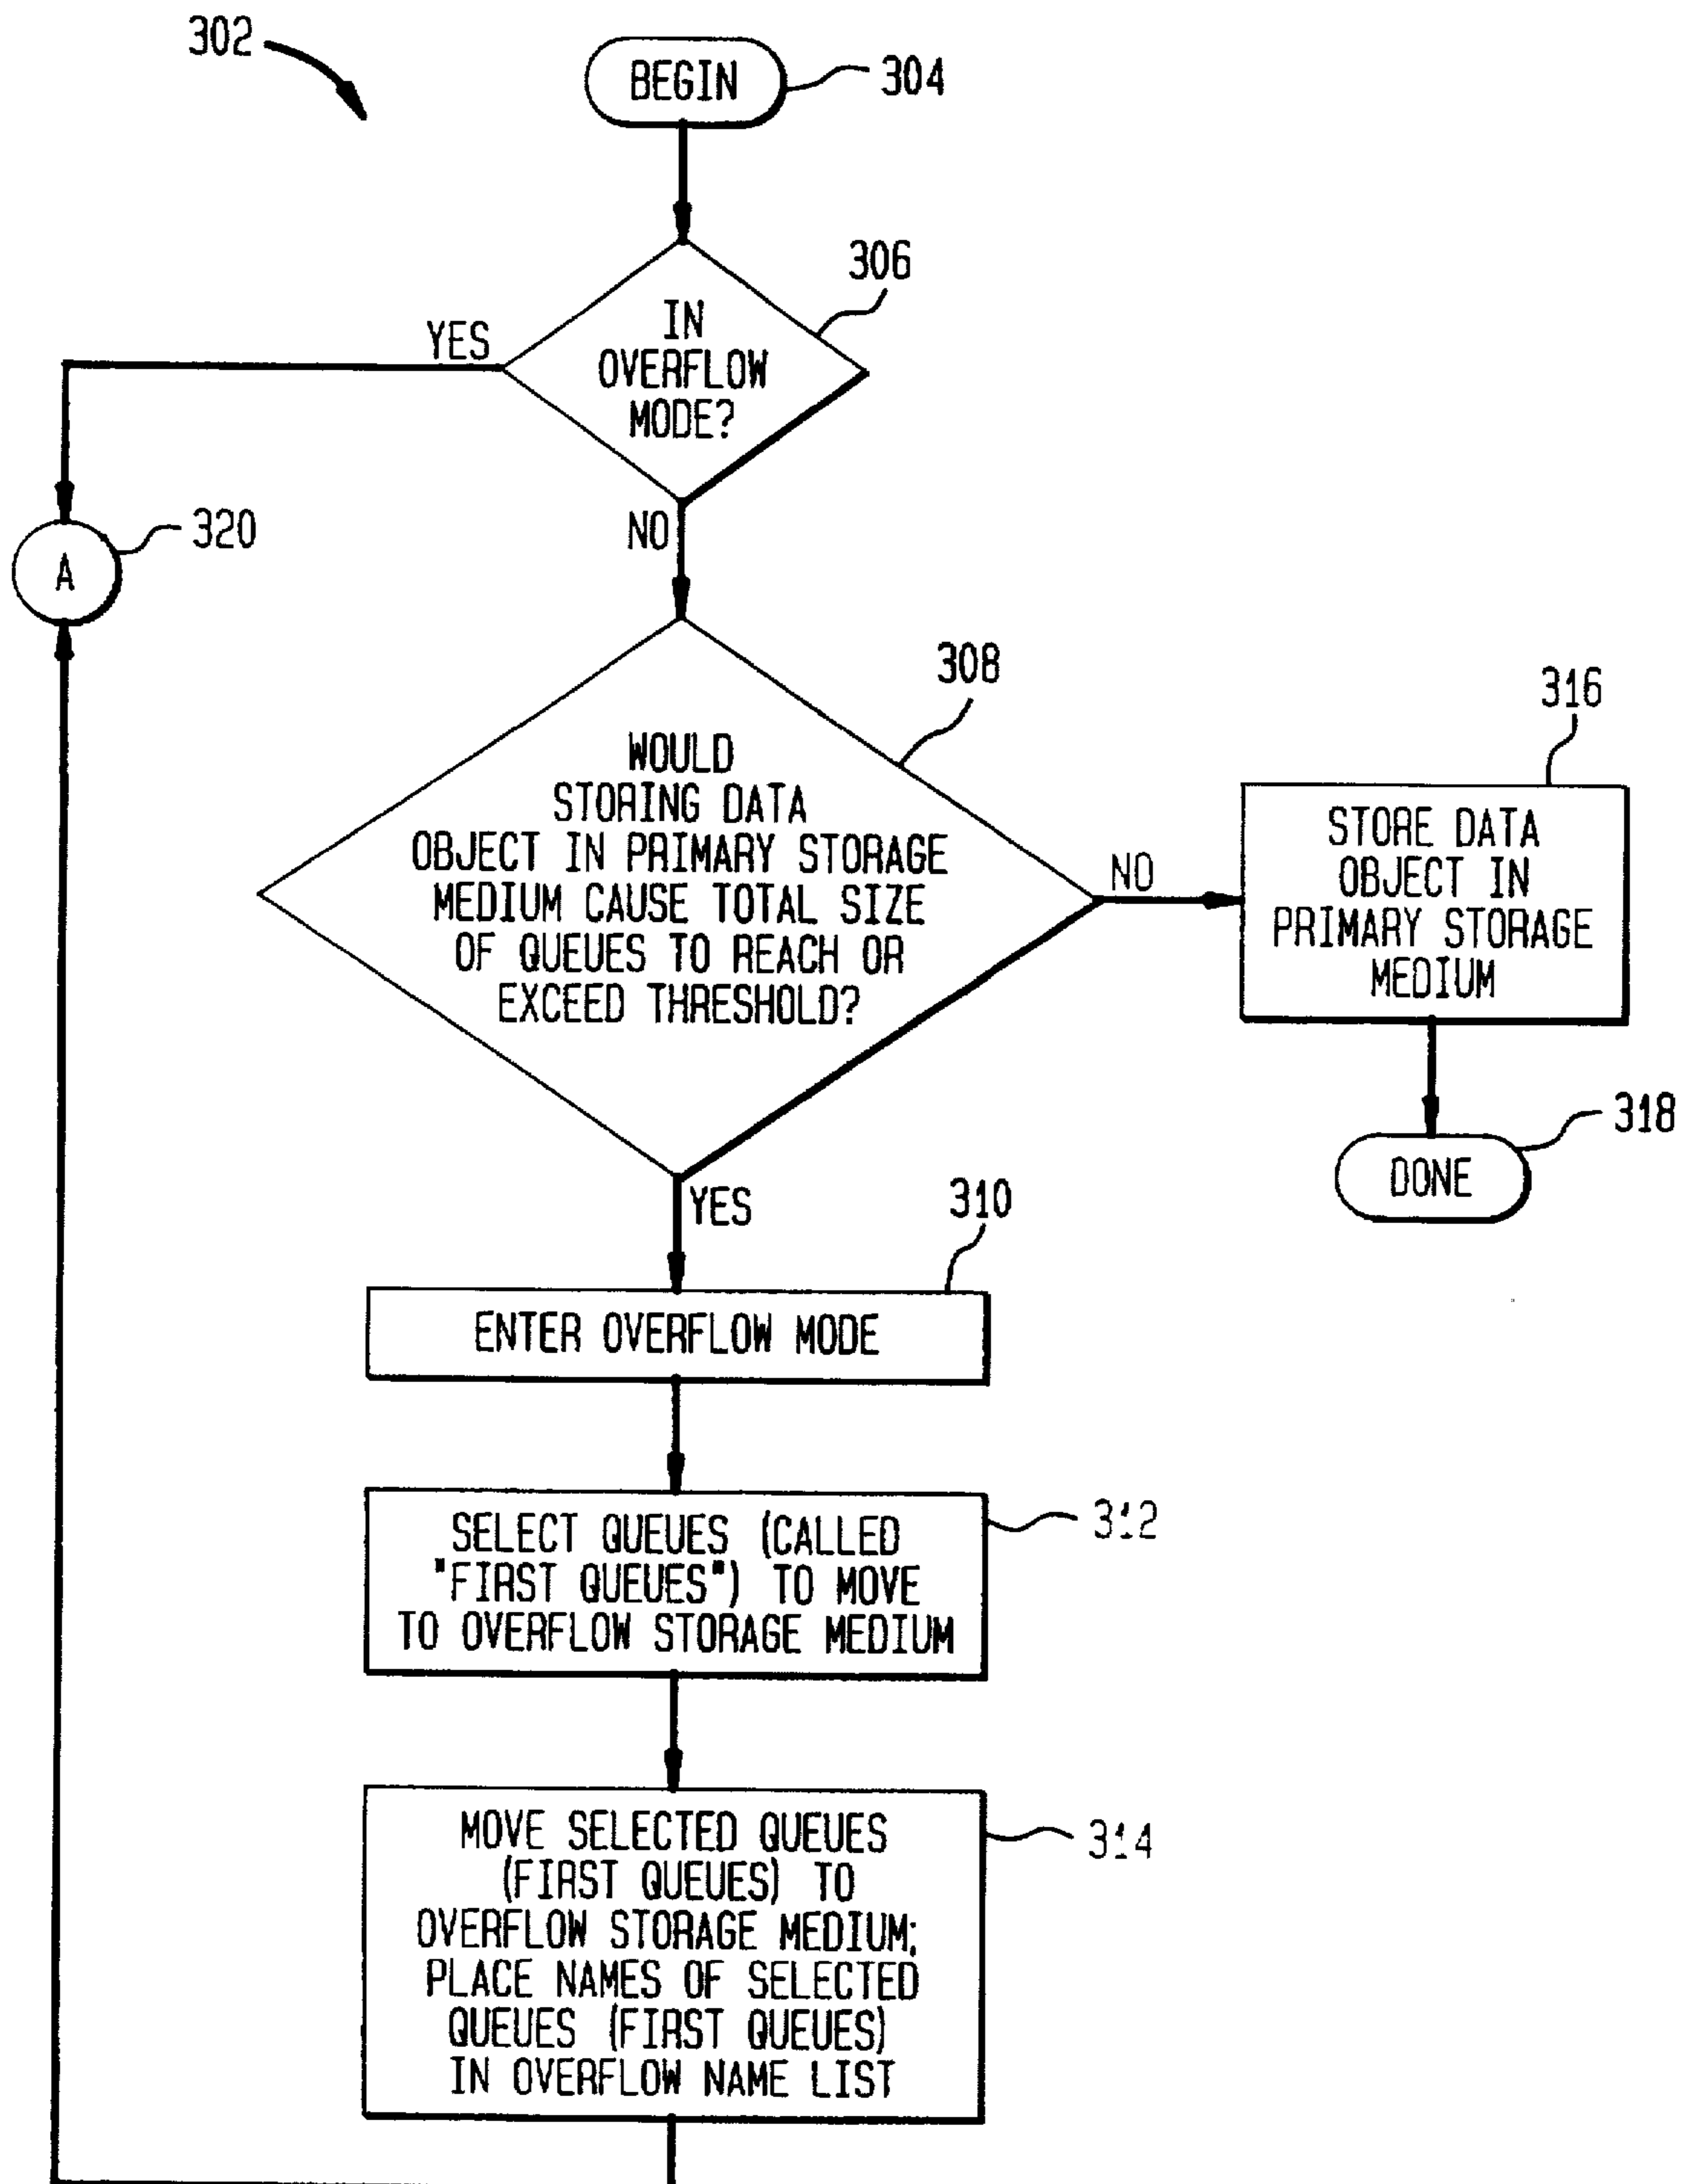 302
BEGIN
304
306
IN
OVERFLOW
MODE?
YES
NO
320
A
308
WOULD
STORING DATA
OBJECT IN PRIMARY STORAGE
MEDIUM CAUSE TOTAL SIZE
OF QUEUES TO REACH OR
EXCEED THRESHOLD?
NO
316
STORE DATA
OBJECT IN
PRIMARY STORAGE
MEDIUM
318
DONE
YES
310
ENTER OVERFLOW MODE
312
SELECT QUEUES (CALLED
"FIRST QUEUES") TO MOVE
TO OVERFLOW STORAGE MEDIUM
314
MOVE SELECTED QUEUES
(FIRST QUEUES) TO
OVERFLOW STORAGE MEDIUM;
PLACE NAMES OF SELECTED
QUEUES (FIRST QUEUES)
IN OVERFLOW NAME LIST